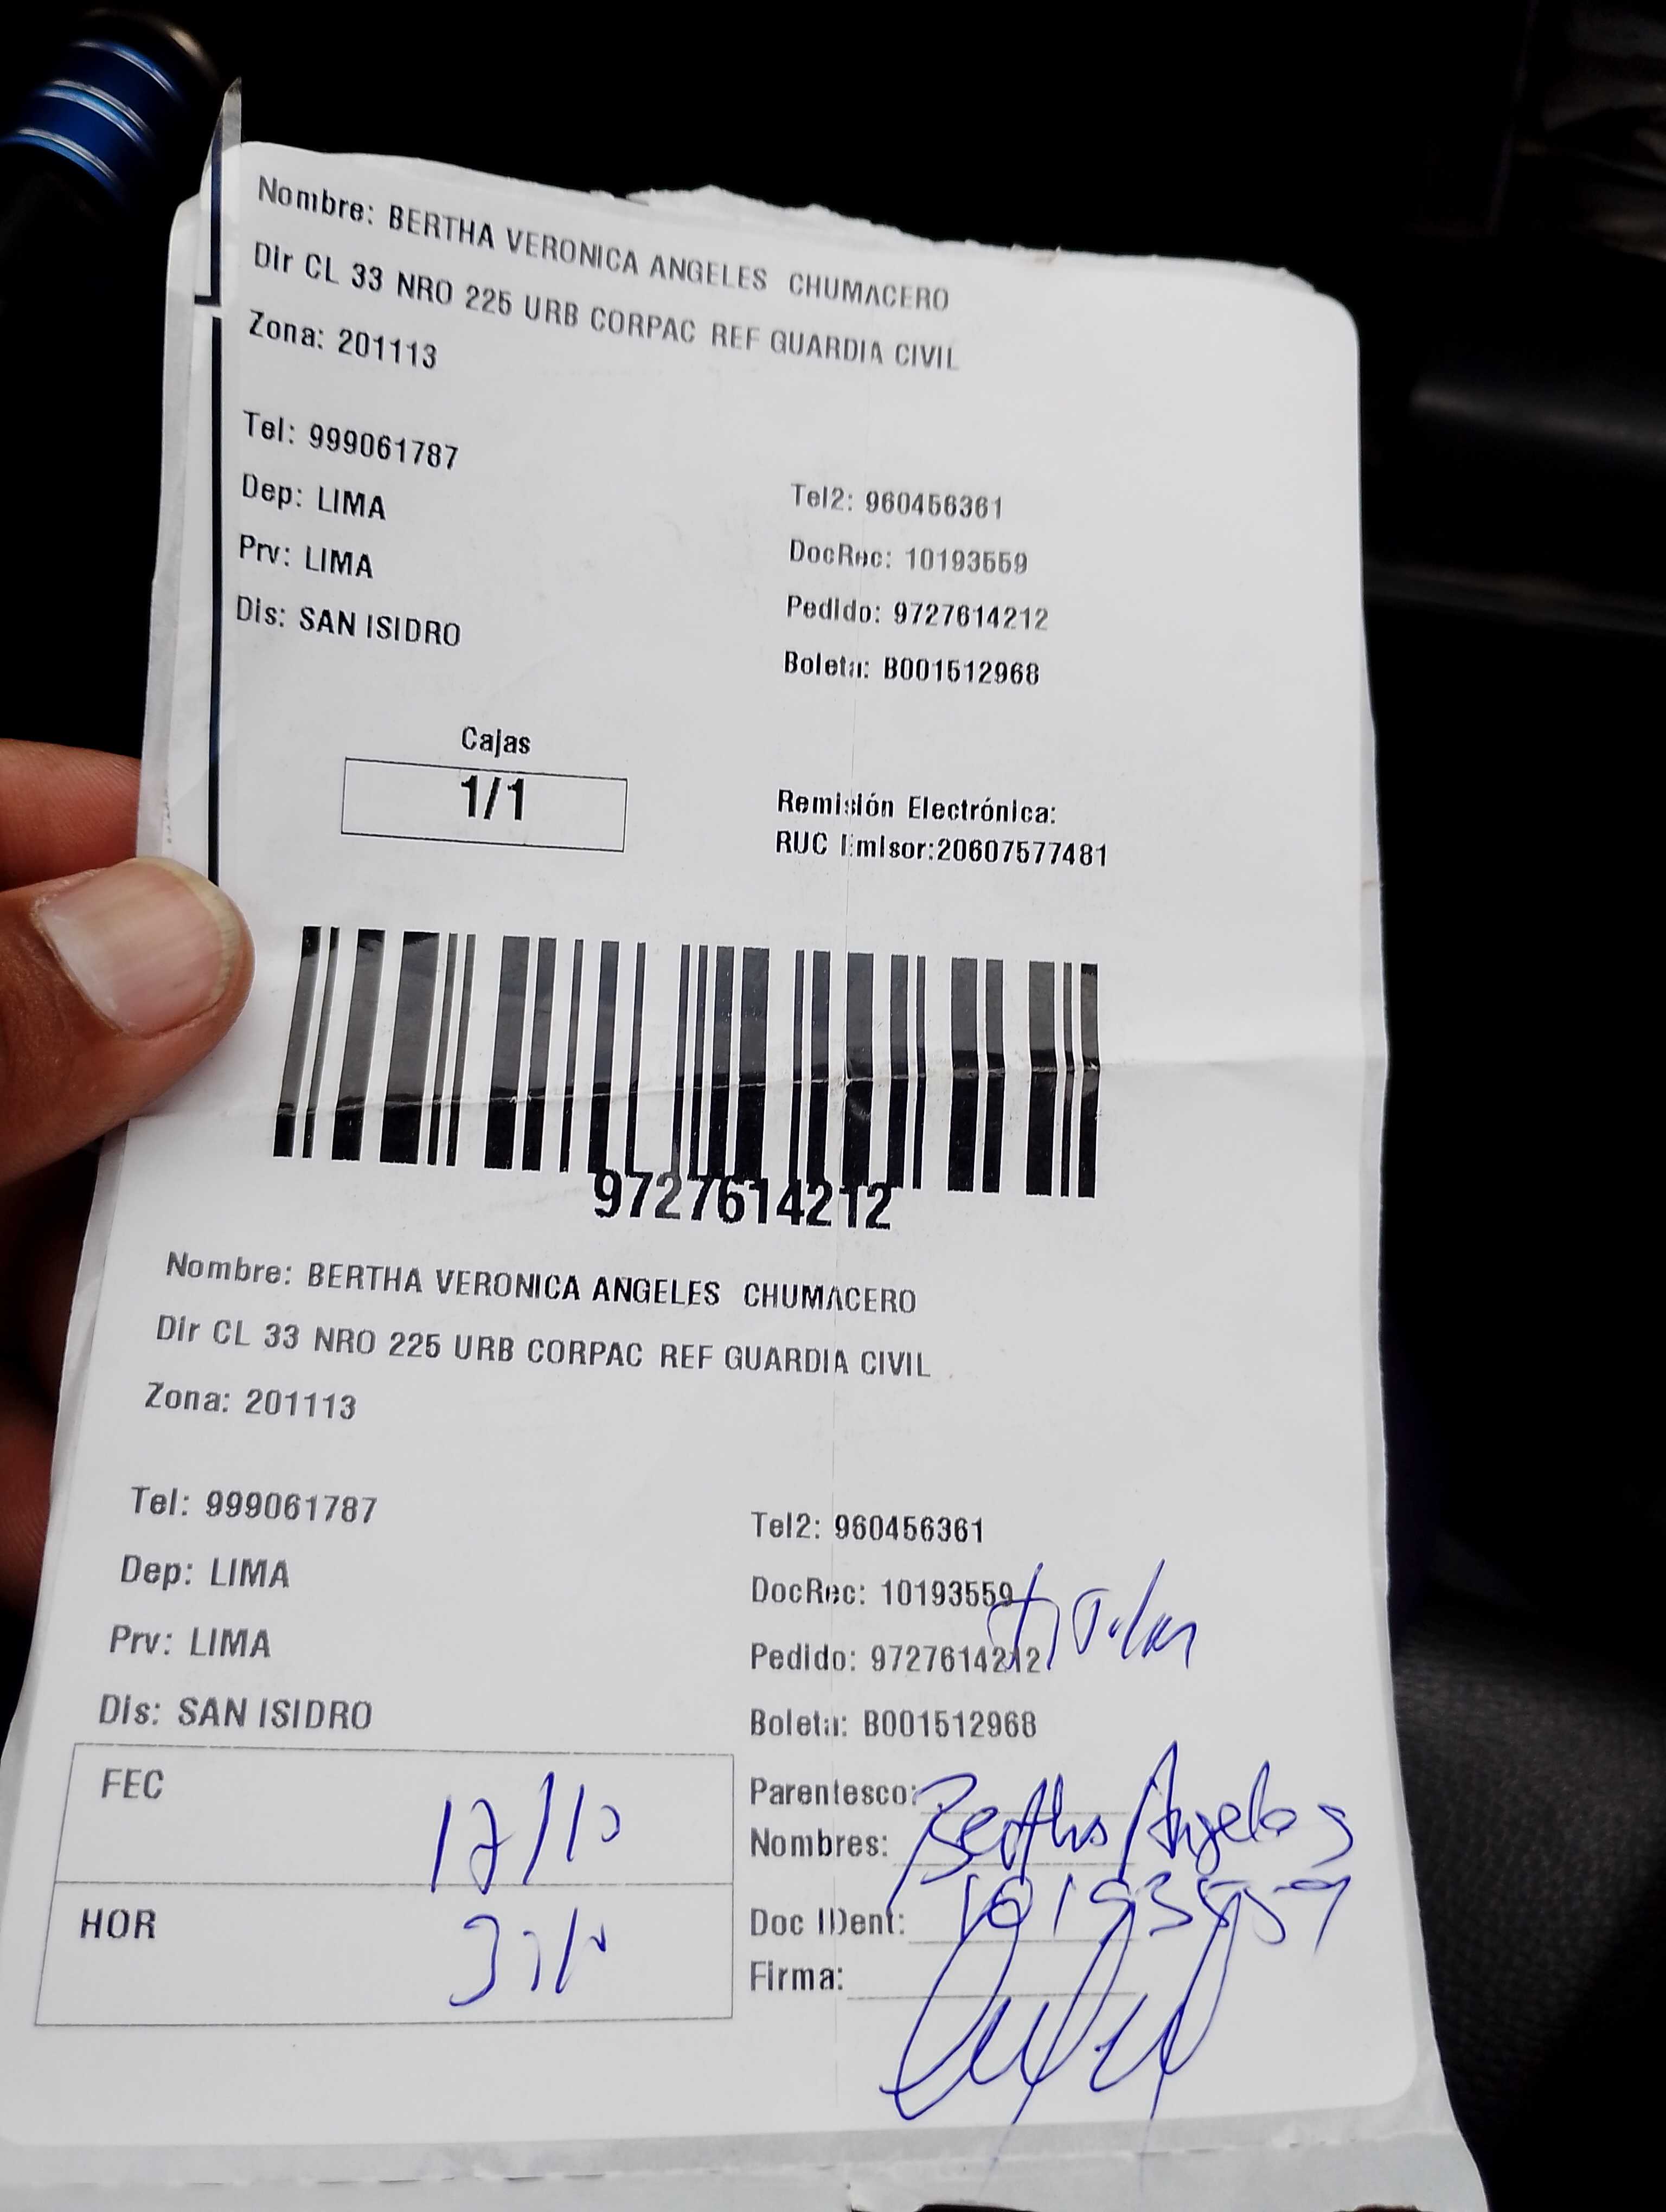 Nombre: BERTHA VERONICA ANGELES CHUMACERO
Dir CL 33 NRO 225 URB CORPAC REF GUARDIA CIVIL
Zona: 201113
Tel: 999061787
Tel2: 960456361
Dep: LIMA
DocRec: 10193559
Prv: LIMA
Pedido: 9727614212
Dis: SAN ISIDRO
Boleta: B001512968
Cajas
1/1
Remisión Electrónica:
RUC Emisor:20607577481
9727614212
Nombre: BERTHA VERONICA ANGELES CHUMACERO
Dir CL 33 NRO 225 URB CORPAC REF GUARDIA CIVIL
Zona: 201113
Tel: 999061787
Tel2: 960456361
Dep: LIMA
DocRec: 10193559
Prv: LIMA
Pedido: 9727614212
titular
Dis: SAN ISIDRO
Boleta: B001512968
FEC 17/10
Parentesco:
Nombres: Bertha Angeles
HOR
Doc IDent: 10193559
Firma: